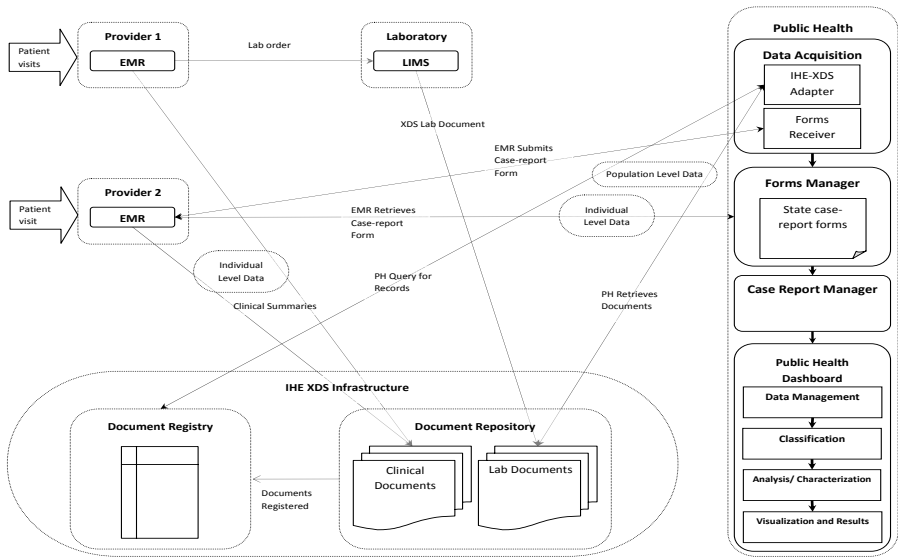 Patient
visits
Provider 1
EMR
Lab order
Laboratory
LIMS
XDS Lab Document
Patient
visit
Provider 2
EMR
EMR Submits
Case-report
Form
Population Level Data
EMR Retrieves
Case-report
Form
Individual
Level Data
Individual
Level Data
PH Query for
Records
Clinical Summaries
PH Retrieves
Documents
IHE XDS Infrastructure
Document Registry
Documents
Registered
Document Repository
Clinical
Documents
Lab Documents
Public Health
Data Acquisition
IHE-XDS
Adapter
Forms
Receiver
Forms Manager
State case-
report forms
Case Report Manager
Public Health
Dashboard
Data Management
Classification
Analysis/ Characterization
Visualization and Results